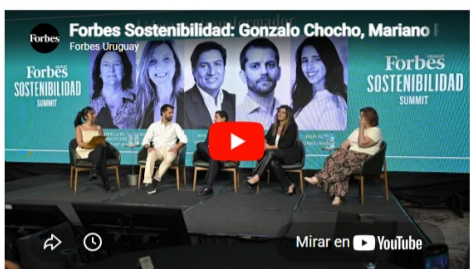 Forbes
Forbes Sostenibilidad: Gonzalo Chocho, Mariano
Forbes Uruguay
Forbes
SOSTENIBILIDAD
SUMMIT
Forbes
SOSTENIBILIDAD
SUMMIT
Mirar en YouTube